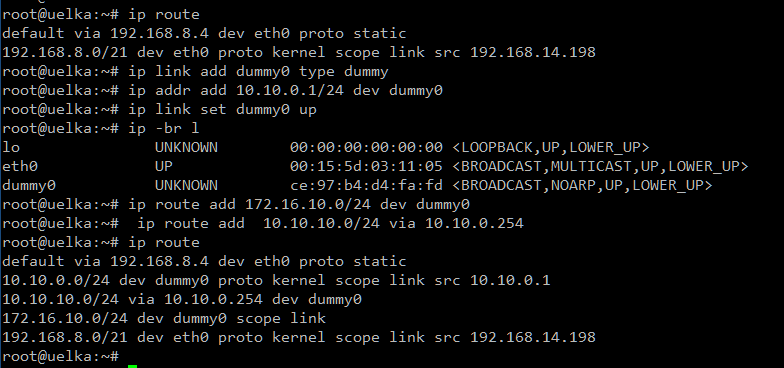 root@uelka:~# ip route
default via 192.168.8.4 dev eth0 proto static
192.168.8.0/21 dev eth0 proto kernel scope link src 192.168.14.198
root@uelka:~# ip link add dummy0 type dummy
root@uelka:~# ip addr add 10.10.0.1/24 dev dummy0
root@uelka:~# ip link set dummy0 up
root@uelka:~# ip -br l
lo               UNKNOWN        00:00:00:00:00:00 <LOOPBACK,UP,LOWER_UP>
eth0             UP             00:15:5d:03:11:05 <BROADCAST,MULTICAST,UP,LOWER_UP>
dummy0           UNKNOWN        ce:97:b4:d4:fa:fd <BROADCAST,NOARP,UP,LOWER_UP>
root@uelka:~# ip route add 172.16.10.0/24 dev dummy0
root@uelka:~#  ip route add  10.10.10.0/24 via 10.10.0.254
root@uelka:~# ip route
default via 192.168.8.4 dev eth0 proto static
10.10.0.0/24 dev dummy0 proto kernel scope link src 10.10.0.1
10.10.10.0/24 via 10.10.0.254 dev dummy0
172.16.10.0/24 dev dummy0 scope link
192.168.8.0/21 dev eth0 proto kernel scope link src 192.168.14.198
root@uelka:~#